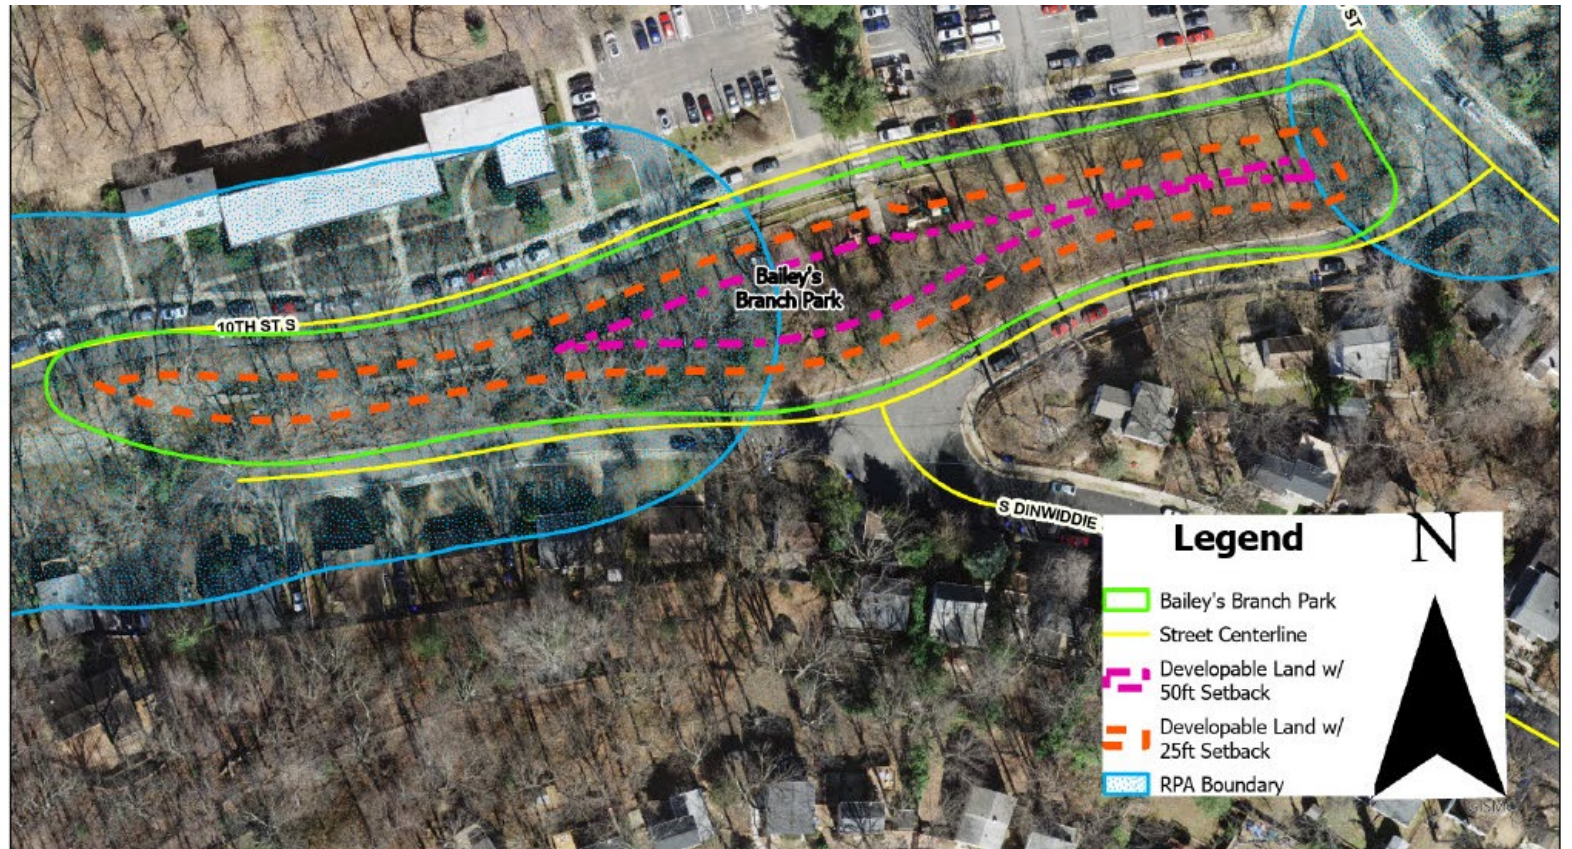 ST
10TH ST S
Bailey's
Branch Park
S DINWIDDIE
Legend
N
Bailey's Branch Park
Street Centerline
Developable Land w/
50ft Setback
Developable Land w/
25ft Setback
RPA Boundary